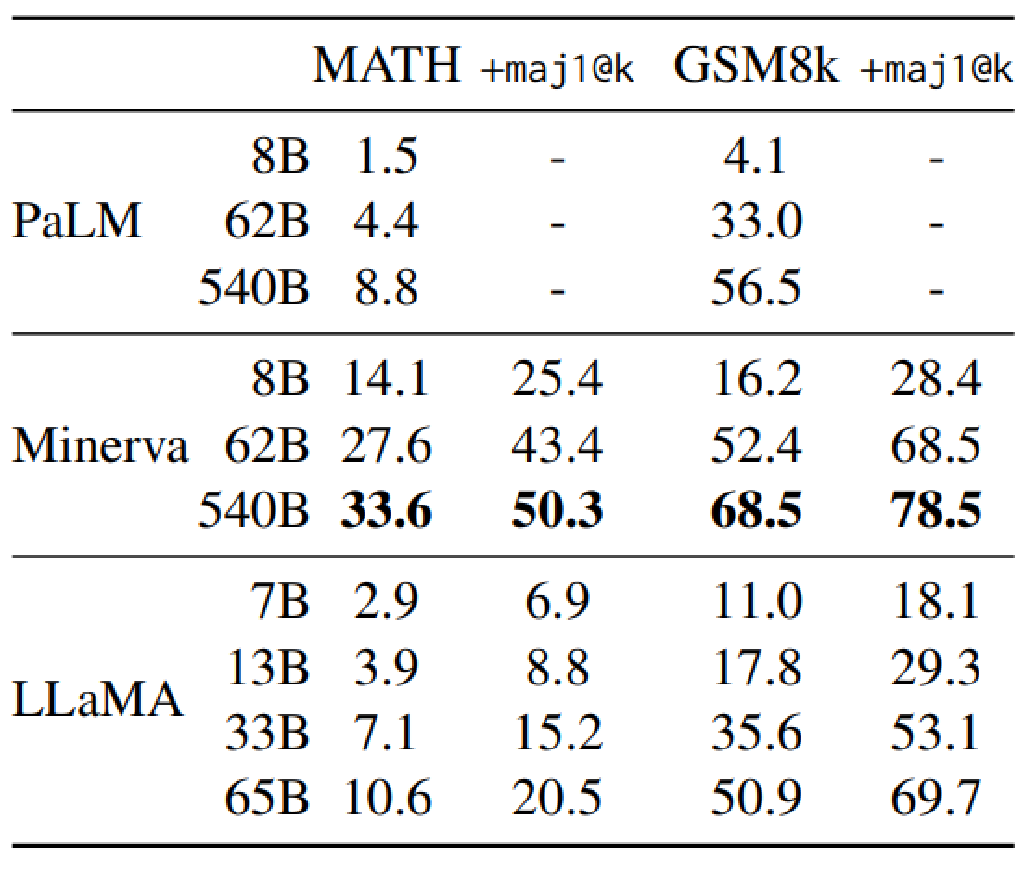 MATH +maj1@k GSM8k +maj1@k
8B 1.5 - 4.1 -
PaLM 62B 4.4 - 33.0 -
540B 8.8 - 56.5 -
8B 14.1 25.4 16.2 28.4
Minerva 62B 27.6 43.4 52.4 68.5
540B 33.6 50.3 68.5 78.5
7B 2.9 6.9 11.0 18.1
13B 3.9 8.8 17.8 29.3
LLaMA
33B 7.1 15.2 35.6 53.1
65B 10.6 20.5 50.9 69.7